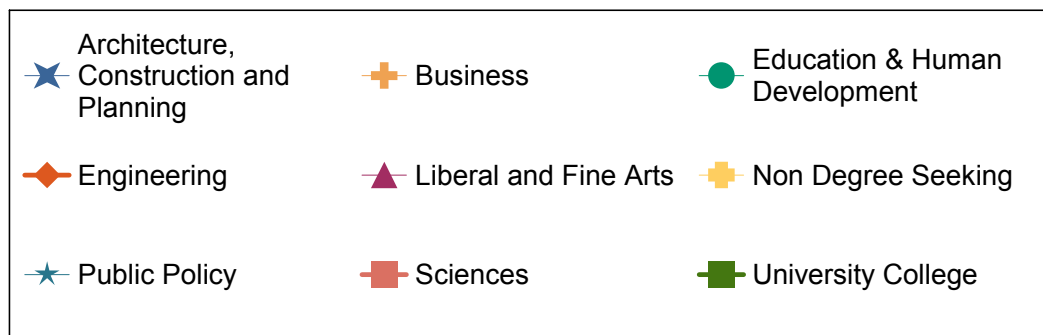 Architecture,
Construction and
Planning
Business
Education & Human
Development
Engineering
Liberal and Fine Arts
Non Degree Seeking
Public Policy
Sciences
University College